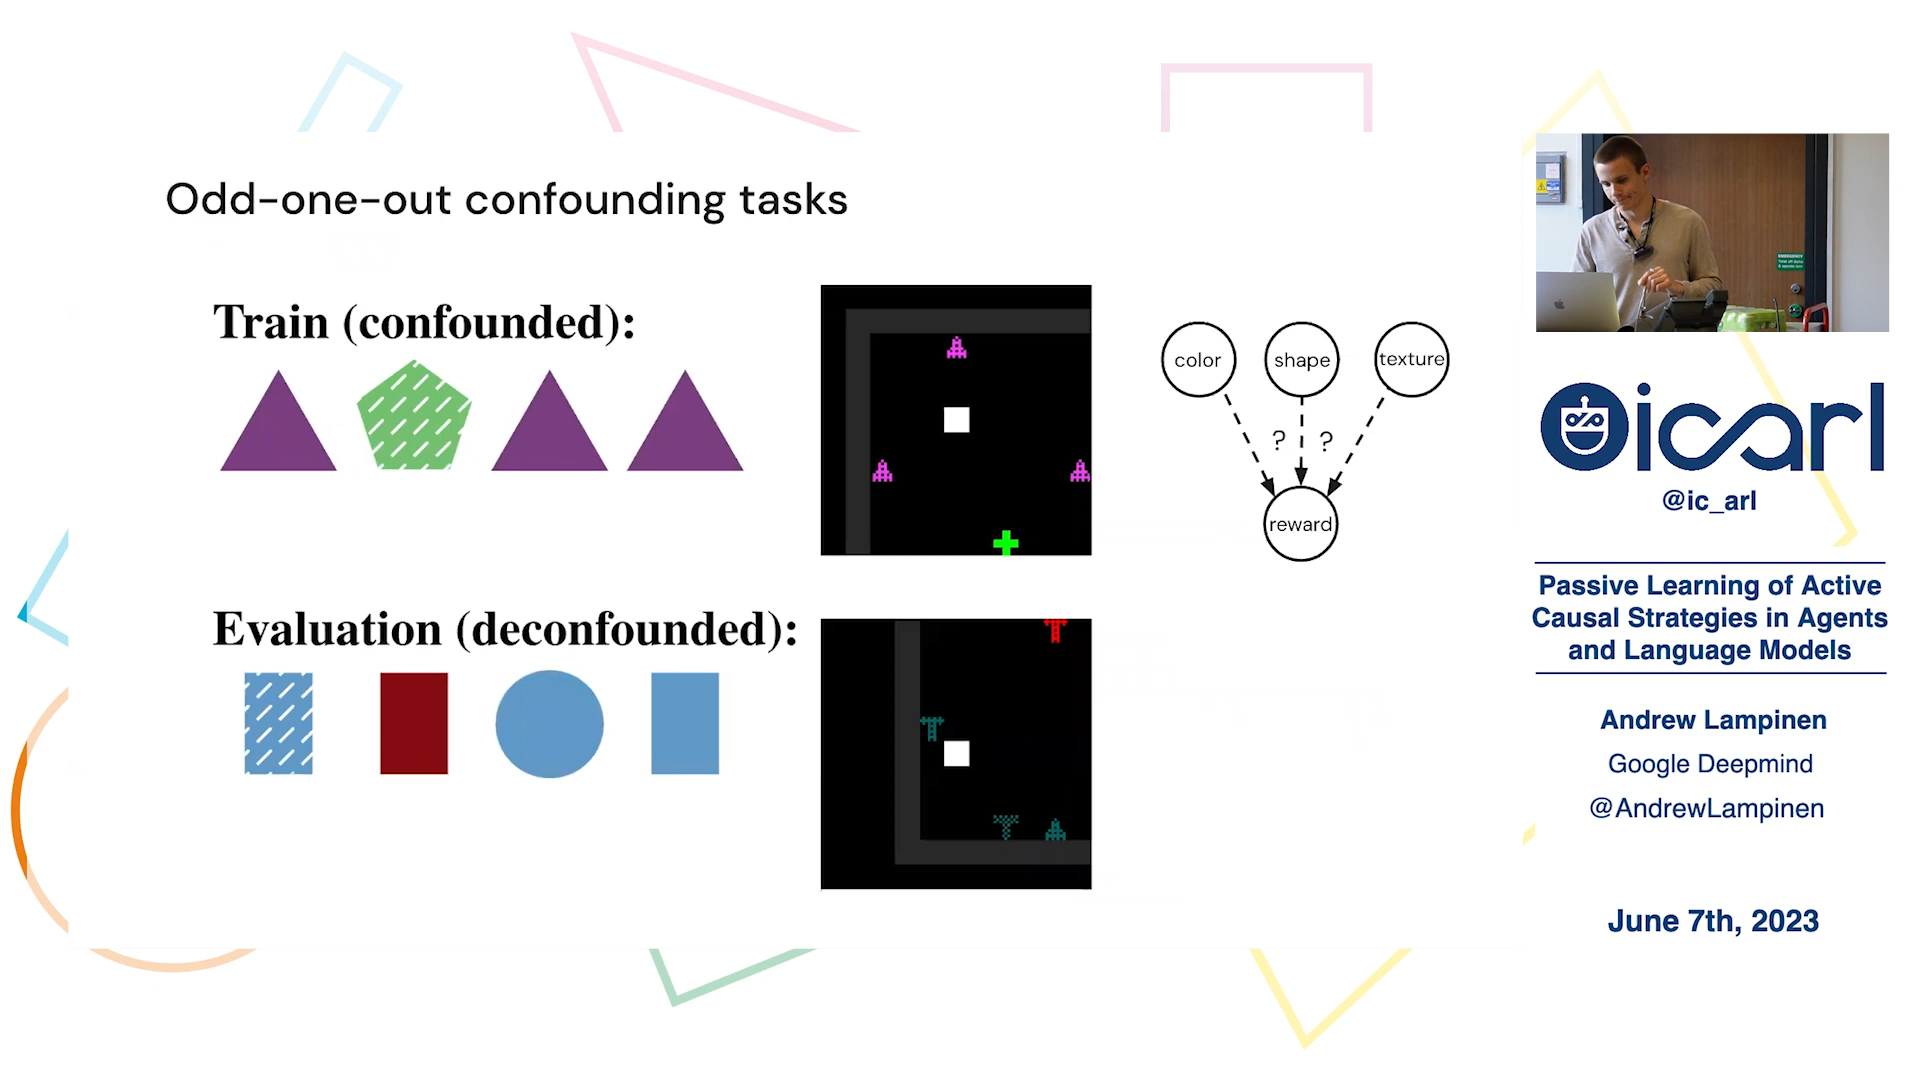 Odd-one-out confounding tasks
Train (confounded):
color
shape
texture
?
?
reward
Evaluation (deconfounded):
EMERGENCY
icarl
@ic_arl
Passive Learning of Active
Causal Strategies in Agents
and Language Models
Andrew Lampinen
Google Deepmind
@AndrewLampinen
June 7th, 2023